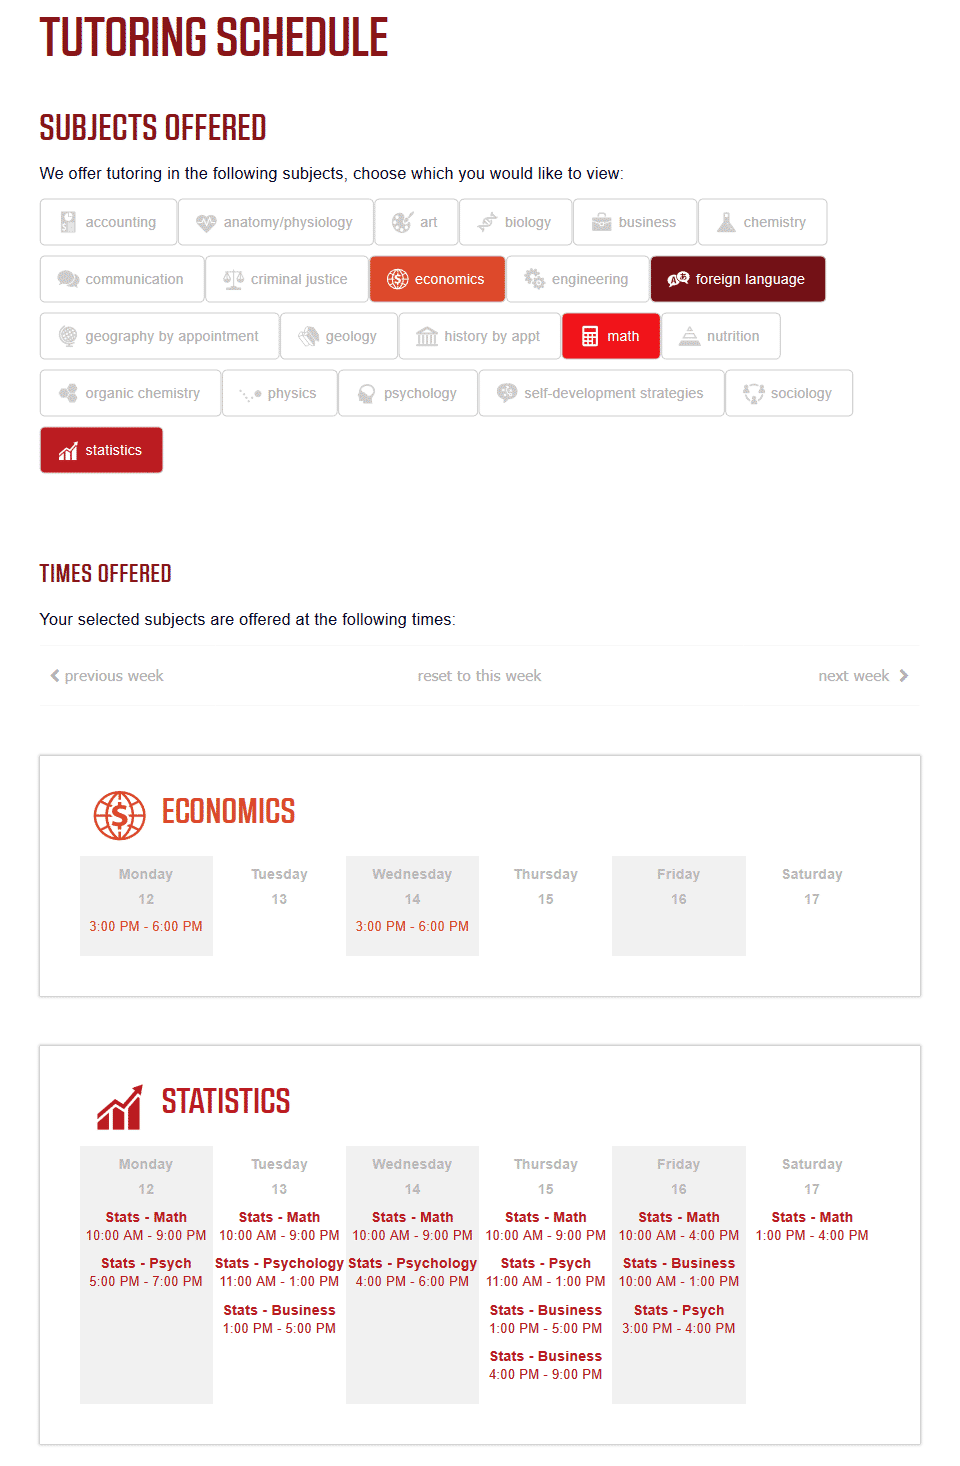 TUTORING SCHEDULE
SUBJECTS OFFERED
We offer tutoring in the following subjects, choose which you would like to view:
accounting anatomy/physiology art biology business chemistry
communication criminal justice economics engineering foreign language
geography by appointment geology history by appt math nutrition
organic chemistry physics psychology self-development strategies sociology
statistics
TIMES OFFERED
Your selected subjects are offered at the following times:
previous week reset to this week next week
ECONOMICS
Monday Tuesday Wednesday Thursday Friday Saturday
12 13 14 15 16 17
3:00 PM - 6:00 PM 3:00 PM - 6:00 PM
STATISTICS
Monday Tuesday Wednesday Thursday Friday Saturday
12 13 14 15 16 17
Stats - Math Stats - Math Stats - Math Stats - Math Stats - Math Stats - Math
10:00 AM - 9:00 PM 10:00 AM - 9:00 PM 10:00 AM - 9:00 PM 10:00 AM - 9:00 PM 10:00 AM - 4:00 PM 1:00 PM - 4:00 PM
Stats - Psych Stats - Psychology Stats - Psychology Stats - Psych Stats - Business
5:00 PM - 7:00 PM 11:00 AM - 1:00 PM 4:00 PM - 6:00 PM 11:00 AM - 1:00 PM 10:00 AM - 1:00 PM
Stats - Business Stats - Business Stats - Psych
1:00 PM - 5:00 PM 1:00 PM - 5:00 PM 3:00 PM - 4:00 PM
Stats - Business
4:00 PM - 9:00 PM